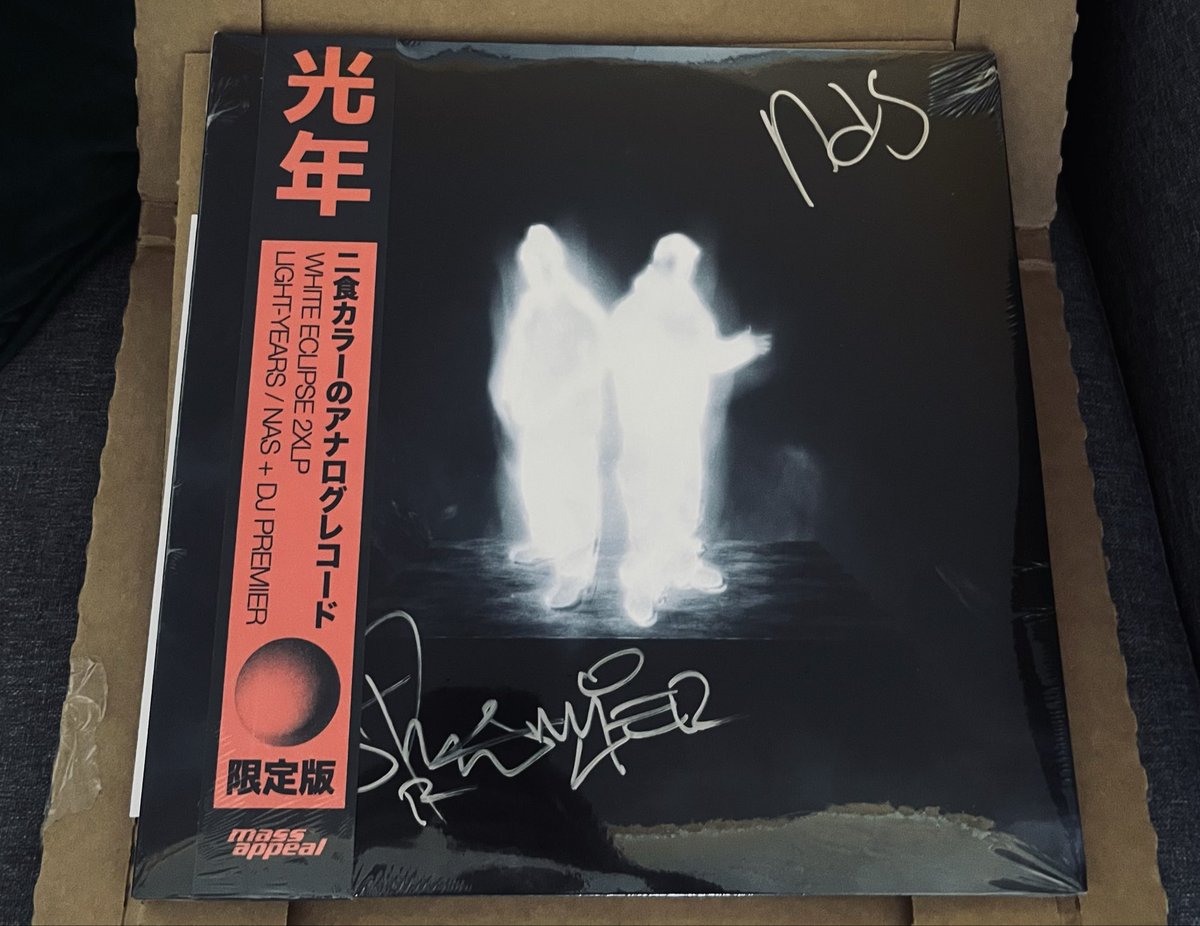 光年
二食カラーのアナログレコード
WHITE ECLIPSE 2XLP
LIGHT-YEARS / NAS + DJ PREMIER
限定版
mass
appeal
Nas